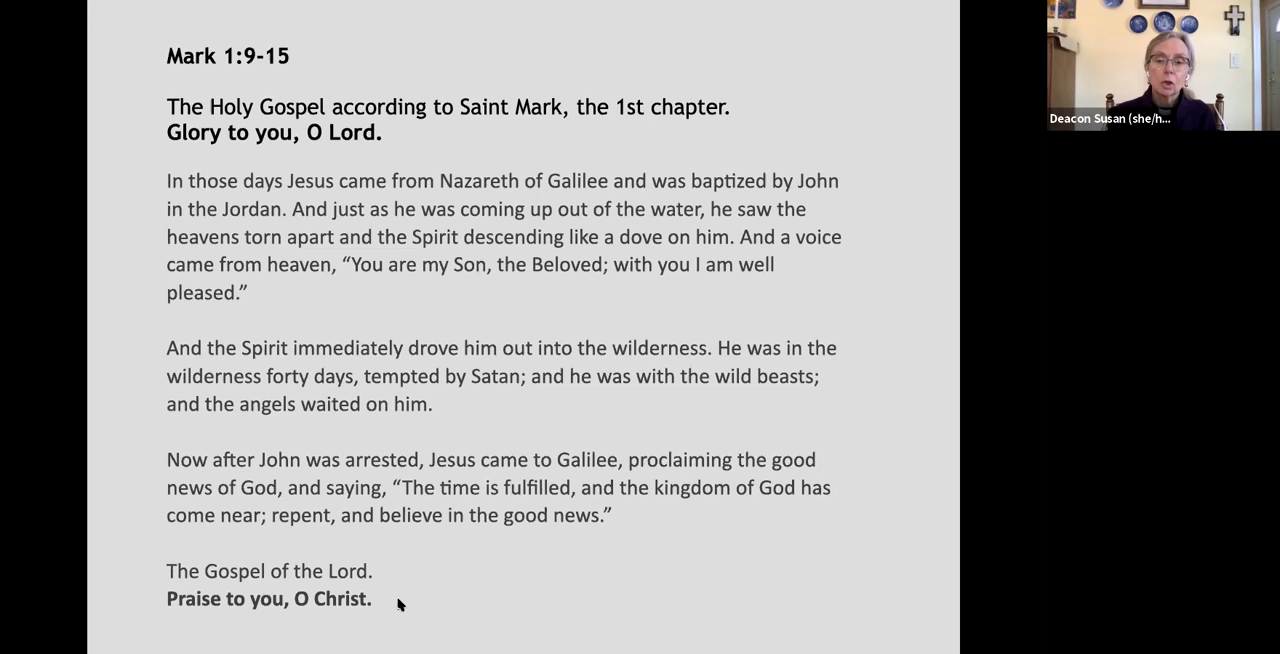 Mark 1:9-15
The Holy Gospel according to Saint Mark, the 1st chapter.
Glory to you, O Lord.
In those days Jesus came from Nazareth of Galilee and was baptized by John
in the Jordan. And just as he was coming up out of the water, he saw the
heavens torn apart and the Spirit descending like a dove on him. And a voice
came from heaven, “You are my Son, the Beloved; with you I am well
pleased.”
And the Spirit immediately drove him out into the wilderness. He was in the
wilderness forty days, tempted by Satan; and he was with the wild beasts;
and the angels waited on him.
Now after John was arrested, Jesus came to Galilee, proclaiming the good
news of God, and saying, “The time is fulfilled, and the kingdom of God has
come near; repent, and believe in the good news.”
The Gospel of the Lord.
Praise to you, O Christ.
Deacon Susan (she/h...